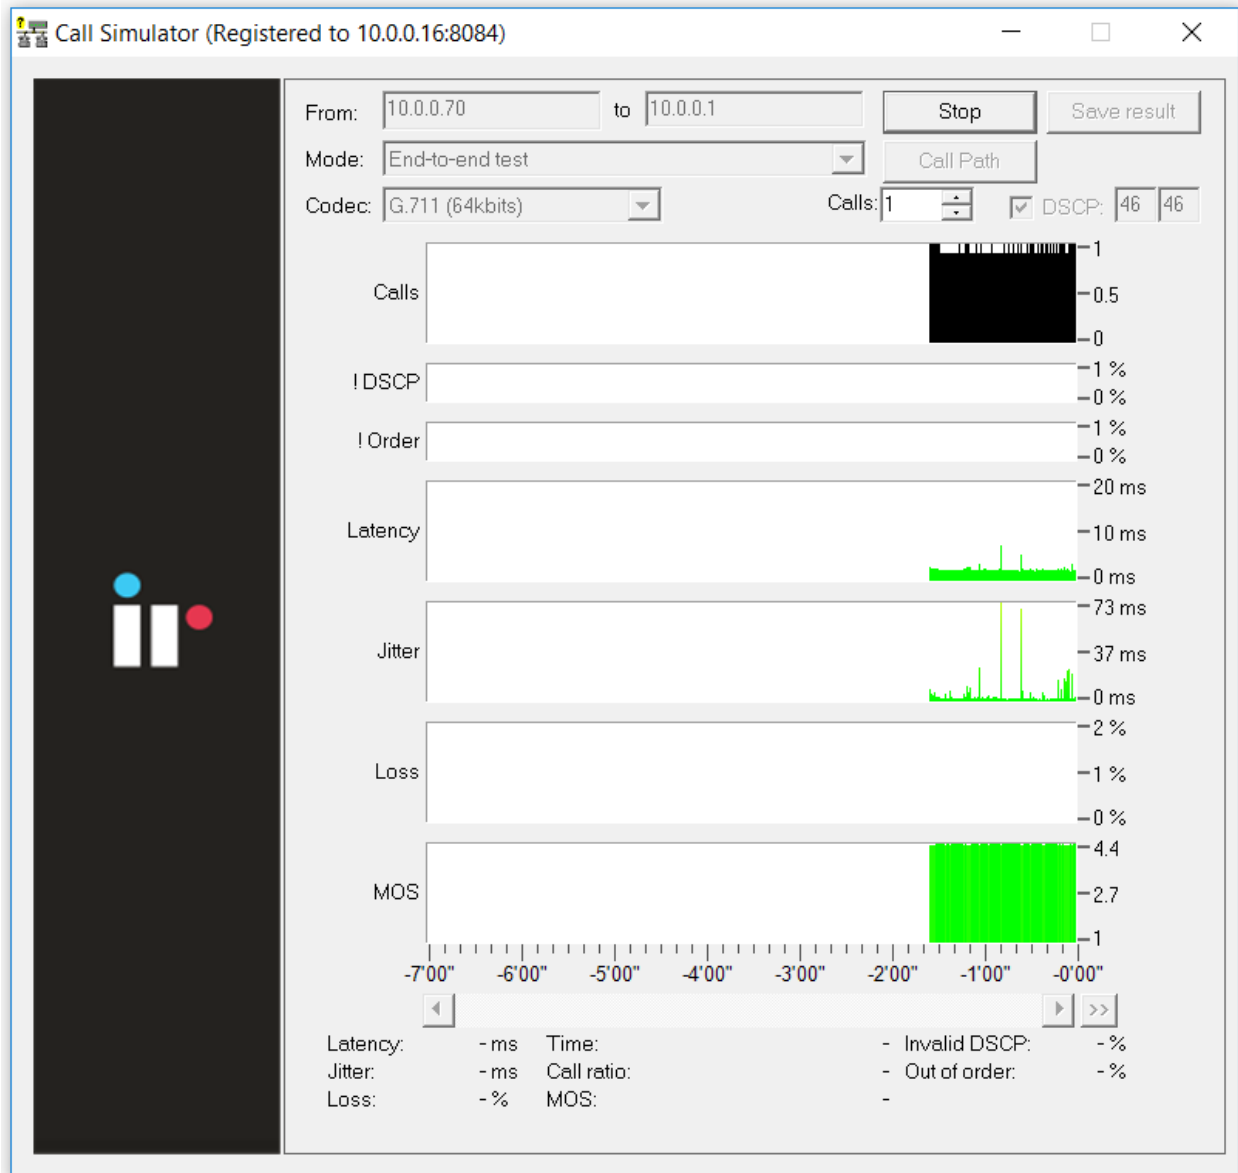 Call Simulator (Registered to 10.0.0.16:8084)
From: 10.0.0.70 to 10.0.0.1 Stop Save result
Mode: End-to-end test Call Path
Codec: G.711 (64kbits) Calls: 1 DSCP: 46 46
Calls 1
0.5
0
! DSCP 1 %
0 %
! Order 1 %
0 %
20 ms
Latency 10 ms
0 ms
73 ms
Jitter 37 ms
0 ms
2 %
Loss 1 %
0 %
4.4
MOS 2.7
1
-7'00" -6'00" -5'00" -4'00" -3'00" -2'00" -1'00" -0'00"
>>
Latency: - ms Time: - Invalid DSCP: - %
Jitter: - ms Call ratio: - Out of order: - %
Loss: - % MOS: -
ir